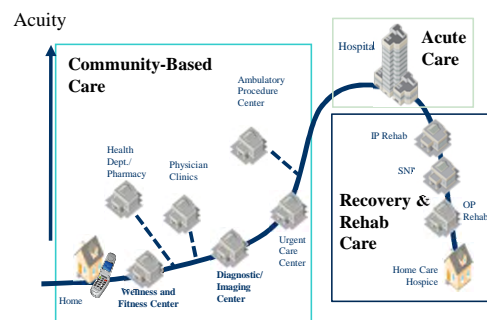 Acuity
Community-Based
Care
Hospital
Acute
Care
Ambulatory
Procedure
Center
Health
Dept./
Pharmacy
Physician
Clinics
Home
Wellness and
Fitness Center
Diagnostic/
Imaging
Center
Urgent
Care
Center
IP Rehab
SNF
OP
Rehab
Recovery &
Rehab
Care
Home Care
Hospice